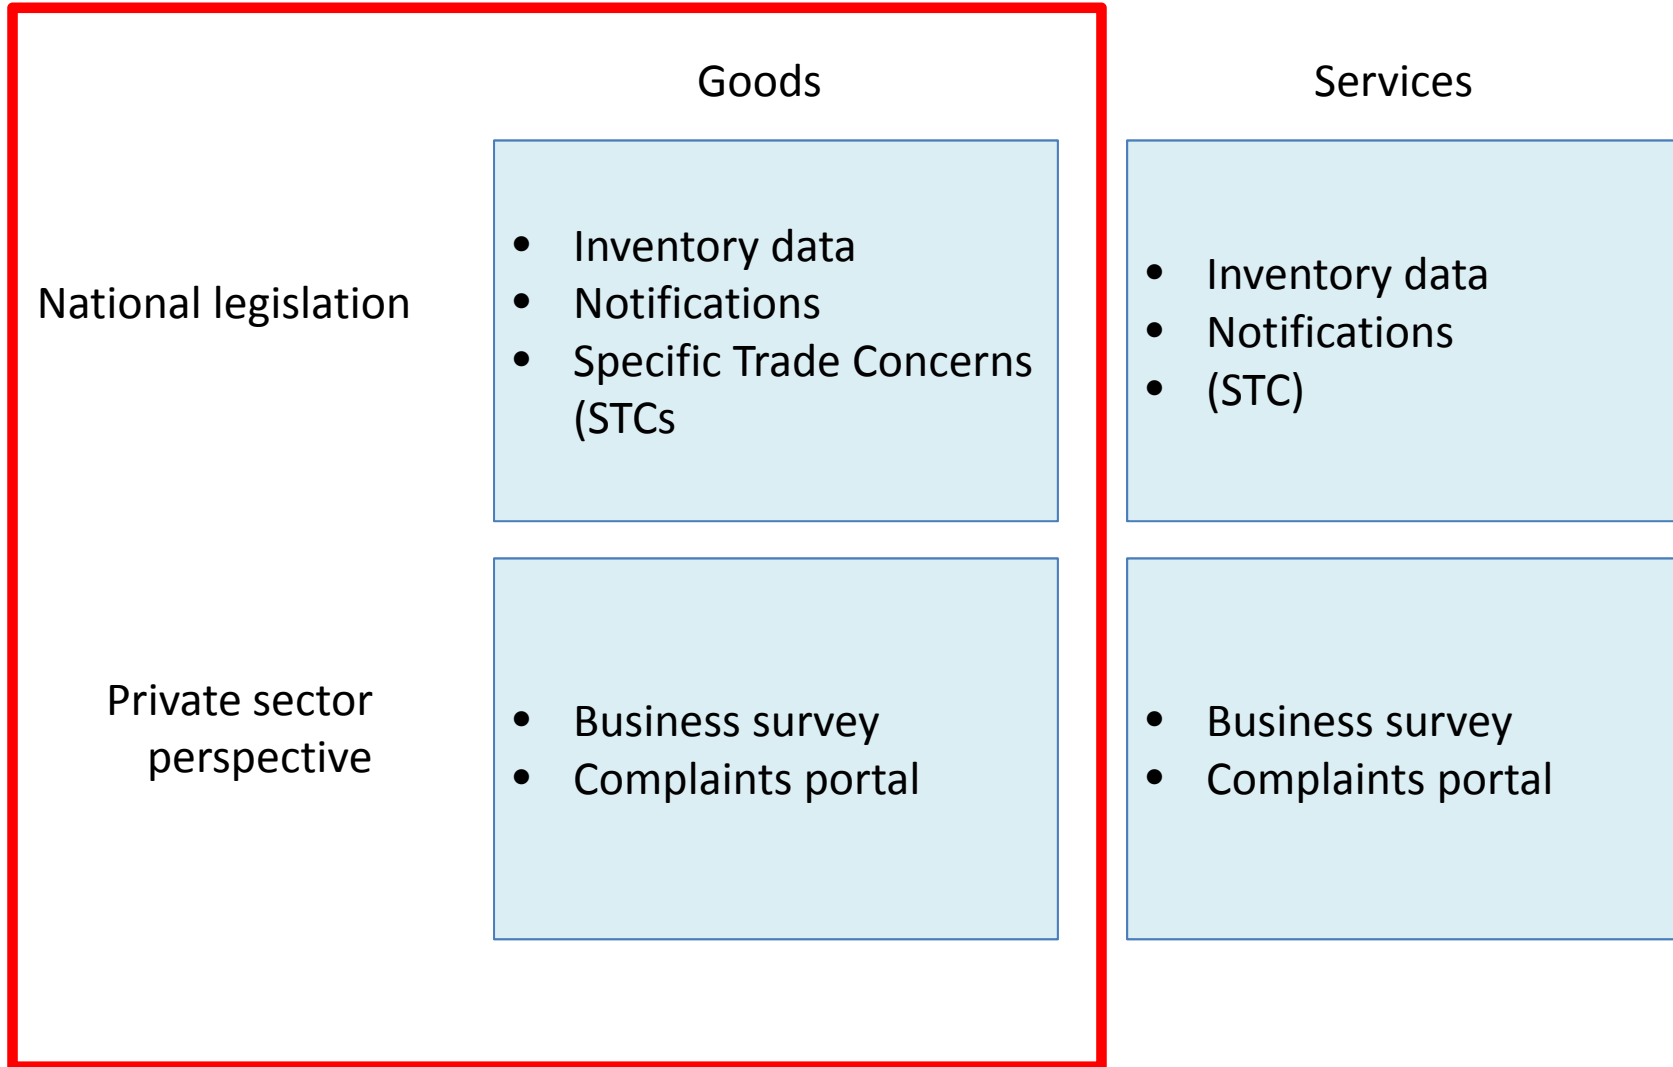 Goods
Services
National legislation
• Inventory data
• Notifications
• Specific Trade Concerns
(STCs
• Inventory data
• Notifications
• (STC)
Private sector
perspective
• Business survey
• Complaints portal
• Business survey
• Complaints portal